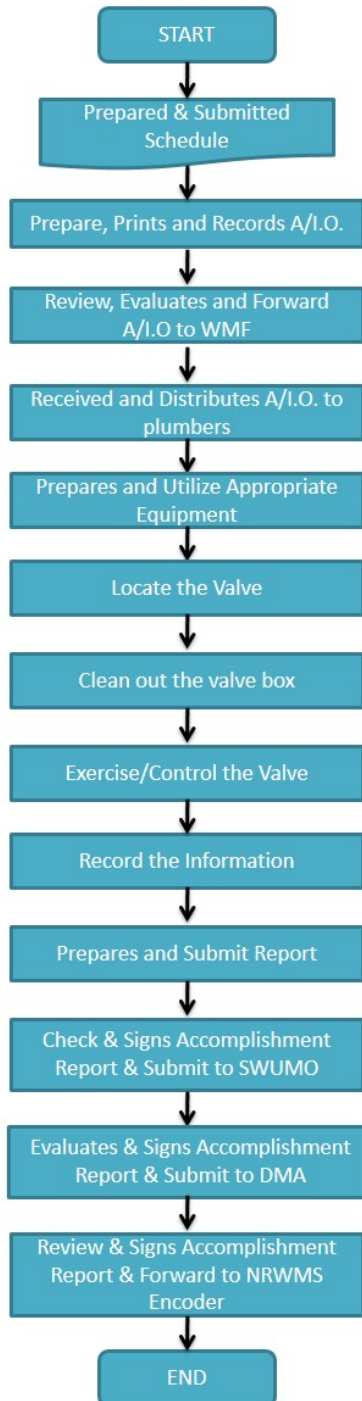 START
Prepared & Submitted
Schedule
Prepare, Prints and Records A/I.O.
Review, Evaluates and Forward
A/I.O to WMF
Received and Distributes A/I.O. to
plumbers
Prepares and Utilize Appropriate
Equipment
Locate the Valve
Clean out the valve box
Exercise/Control the Valve
Record the Information
Prepares and Submit Report
Check & Signs Accomplishment
Report & Submit to SWUMO
Evaluates & Signs Accomplishment
Report & Submit to DMA
Review & Signs Accomplishment
Report & Forward to NRWMS
Encoder
END